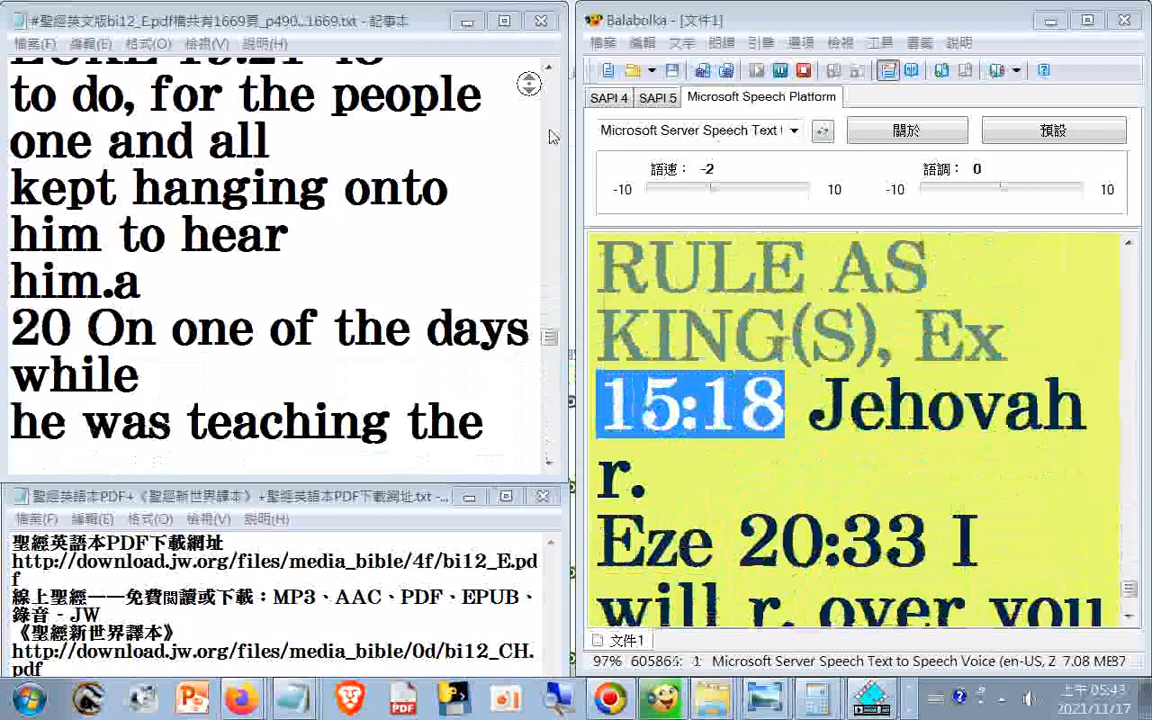 #聖經英文版bi12_E.pdf檔共有1669頁_p490...1669.txt - 記事本
檔案(F) 編輯(E) 格式(O) 檢視(V) 說明(H)
to do, for the people
one and all
kept hanging onto
him to hear
him.a
20 On one of the days
while
he was teaching the
聖經英語本PDF+《聖經新世界譯本》+聖經英語本PDF下載網址.txt - ...
檔案(F) 編輯(E) 格式(O) 檢視(V) 說明(H)
聖經英語本PDF下載網址
http://download.jw.org/files/media_bible/4f/bi12_E.pd
f
線上聖經——免費閱讀或下載：MP3、AAC、PDF、EPUB、
錄音 - JW
《聖經新世界譯本》
http://download.jw.org/files/media_bible/0d/bi12_CH.
pdf
Balabolka - [文件1]
檔案 編輯 文字 朗讀 引擎 選項 檢視 工具 書籤 說明
SAPI 4 SAPI 5 Microsoft Speech Platform
Microsoft Server Speech Text 關於 預設
語速： -2 語調： 0
-10 10 -10 10
RULE AS
KING(S), Ex
15:18 Jehovah
r.
Eze 20:33 I
will r. over you
文件1
97% 1: Microsoft Server Speech Text to Speech Voice (en-US, Z 7.08 MB
上午 05:43
2021/11/17